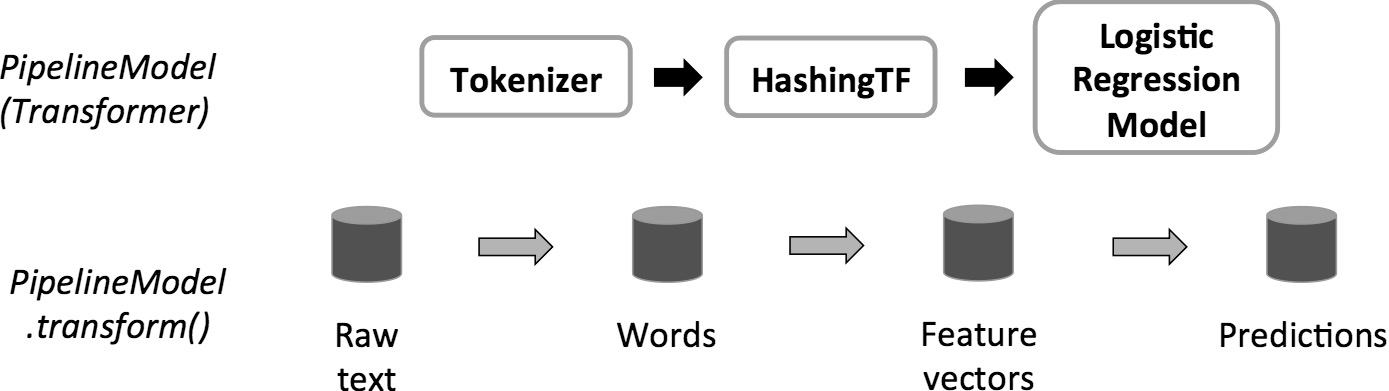 PipelineModel
(Transformer)
Tokenizer
HashingTF
Logistic
Regression
Model
PipelineModel
.transform()
Raw
text
Words
Feature
vectors
Predictions